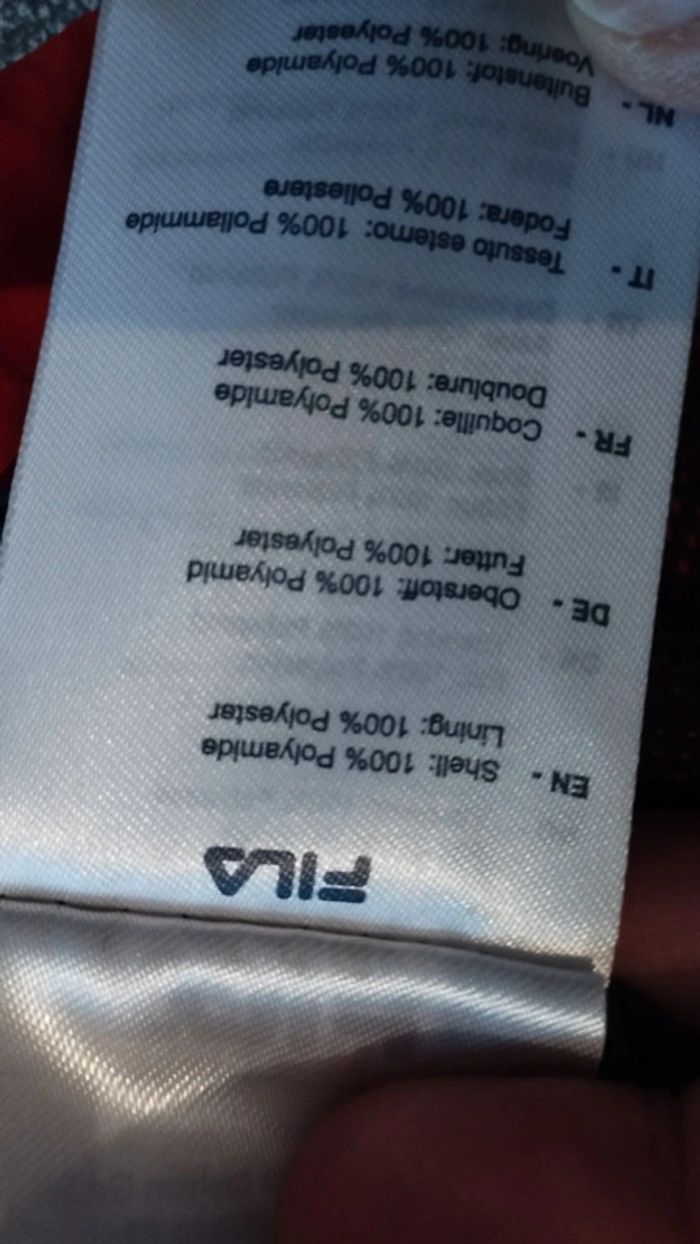 FILA
EN - Shell: 100% Polyamide
Lining: 100% Polyester
DE - Oberstoff: 100% Polyamid
Futter: 100% Polyester
FR - Coquille: 100% Polyamide
Doublure: 100% Polyester
IT - Tessuto esterno: 100% Poliammide
Fodera: 100% Poliestere
NL - Buitenstof: 100% Polyamide
Voering: 100% Polyester